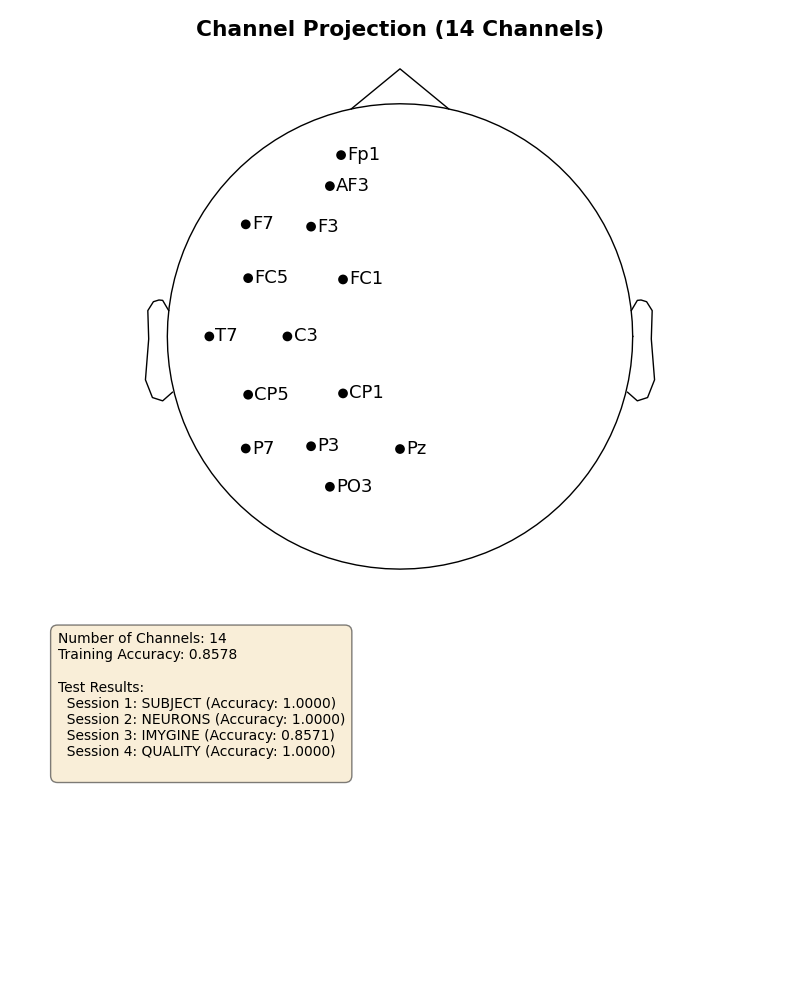 Channel Projection (14 Channels)
Fp1
AF3
F7 F3
FC5 FC1
T7 C3
CP5 CP1
P7 P3 Pz
PO3
Number of Channels: 14
Training Accuracy: 0.8578
Test Results:
Session 1: SUBJECT (Accuracy: 1.0000)
Session 2: NEURONS (Accuracy: 1.0000)
Session 3: IMYGINE (Accuracy: 0.8571)
Session 4: QUALITY (Accuracy: 1.0000)